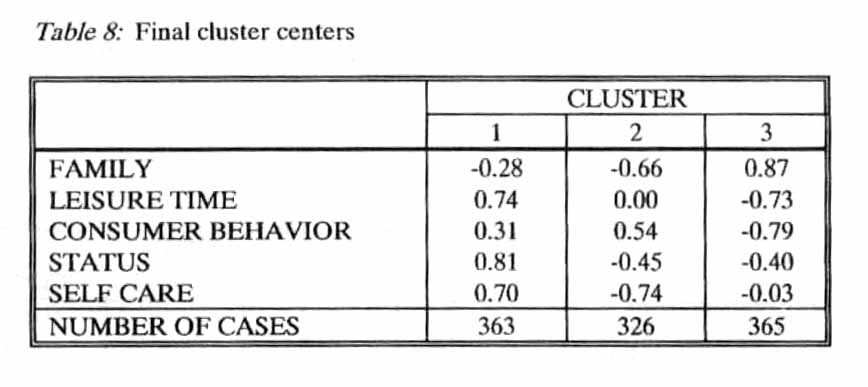 Table 8: Final cluster centers
CLUSTER
1 2 3
FAMILY -0.28 -0.66 0.87
LEISURE TIME 0.74 0.00 -0.73
CONSUMER BEHAVIOR 0.31 0.54 -0.79
STATUS 0.81 -0.45 -0.40
SELF CARE 0.70 -0.74 -0.03
NUMBER OF CASES 363 326 365